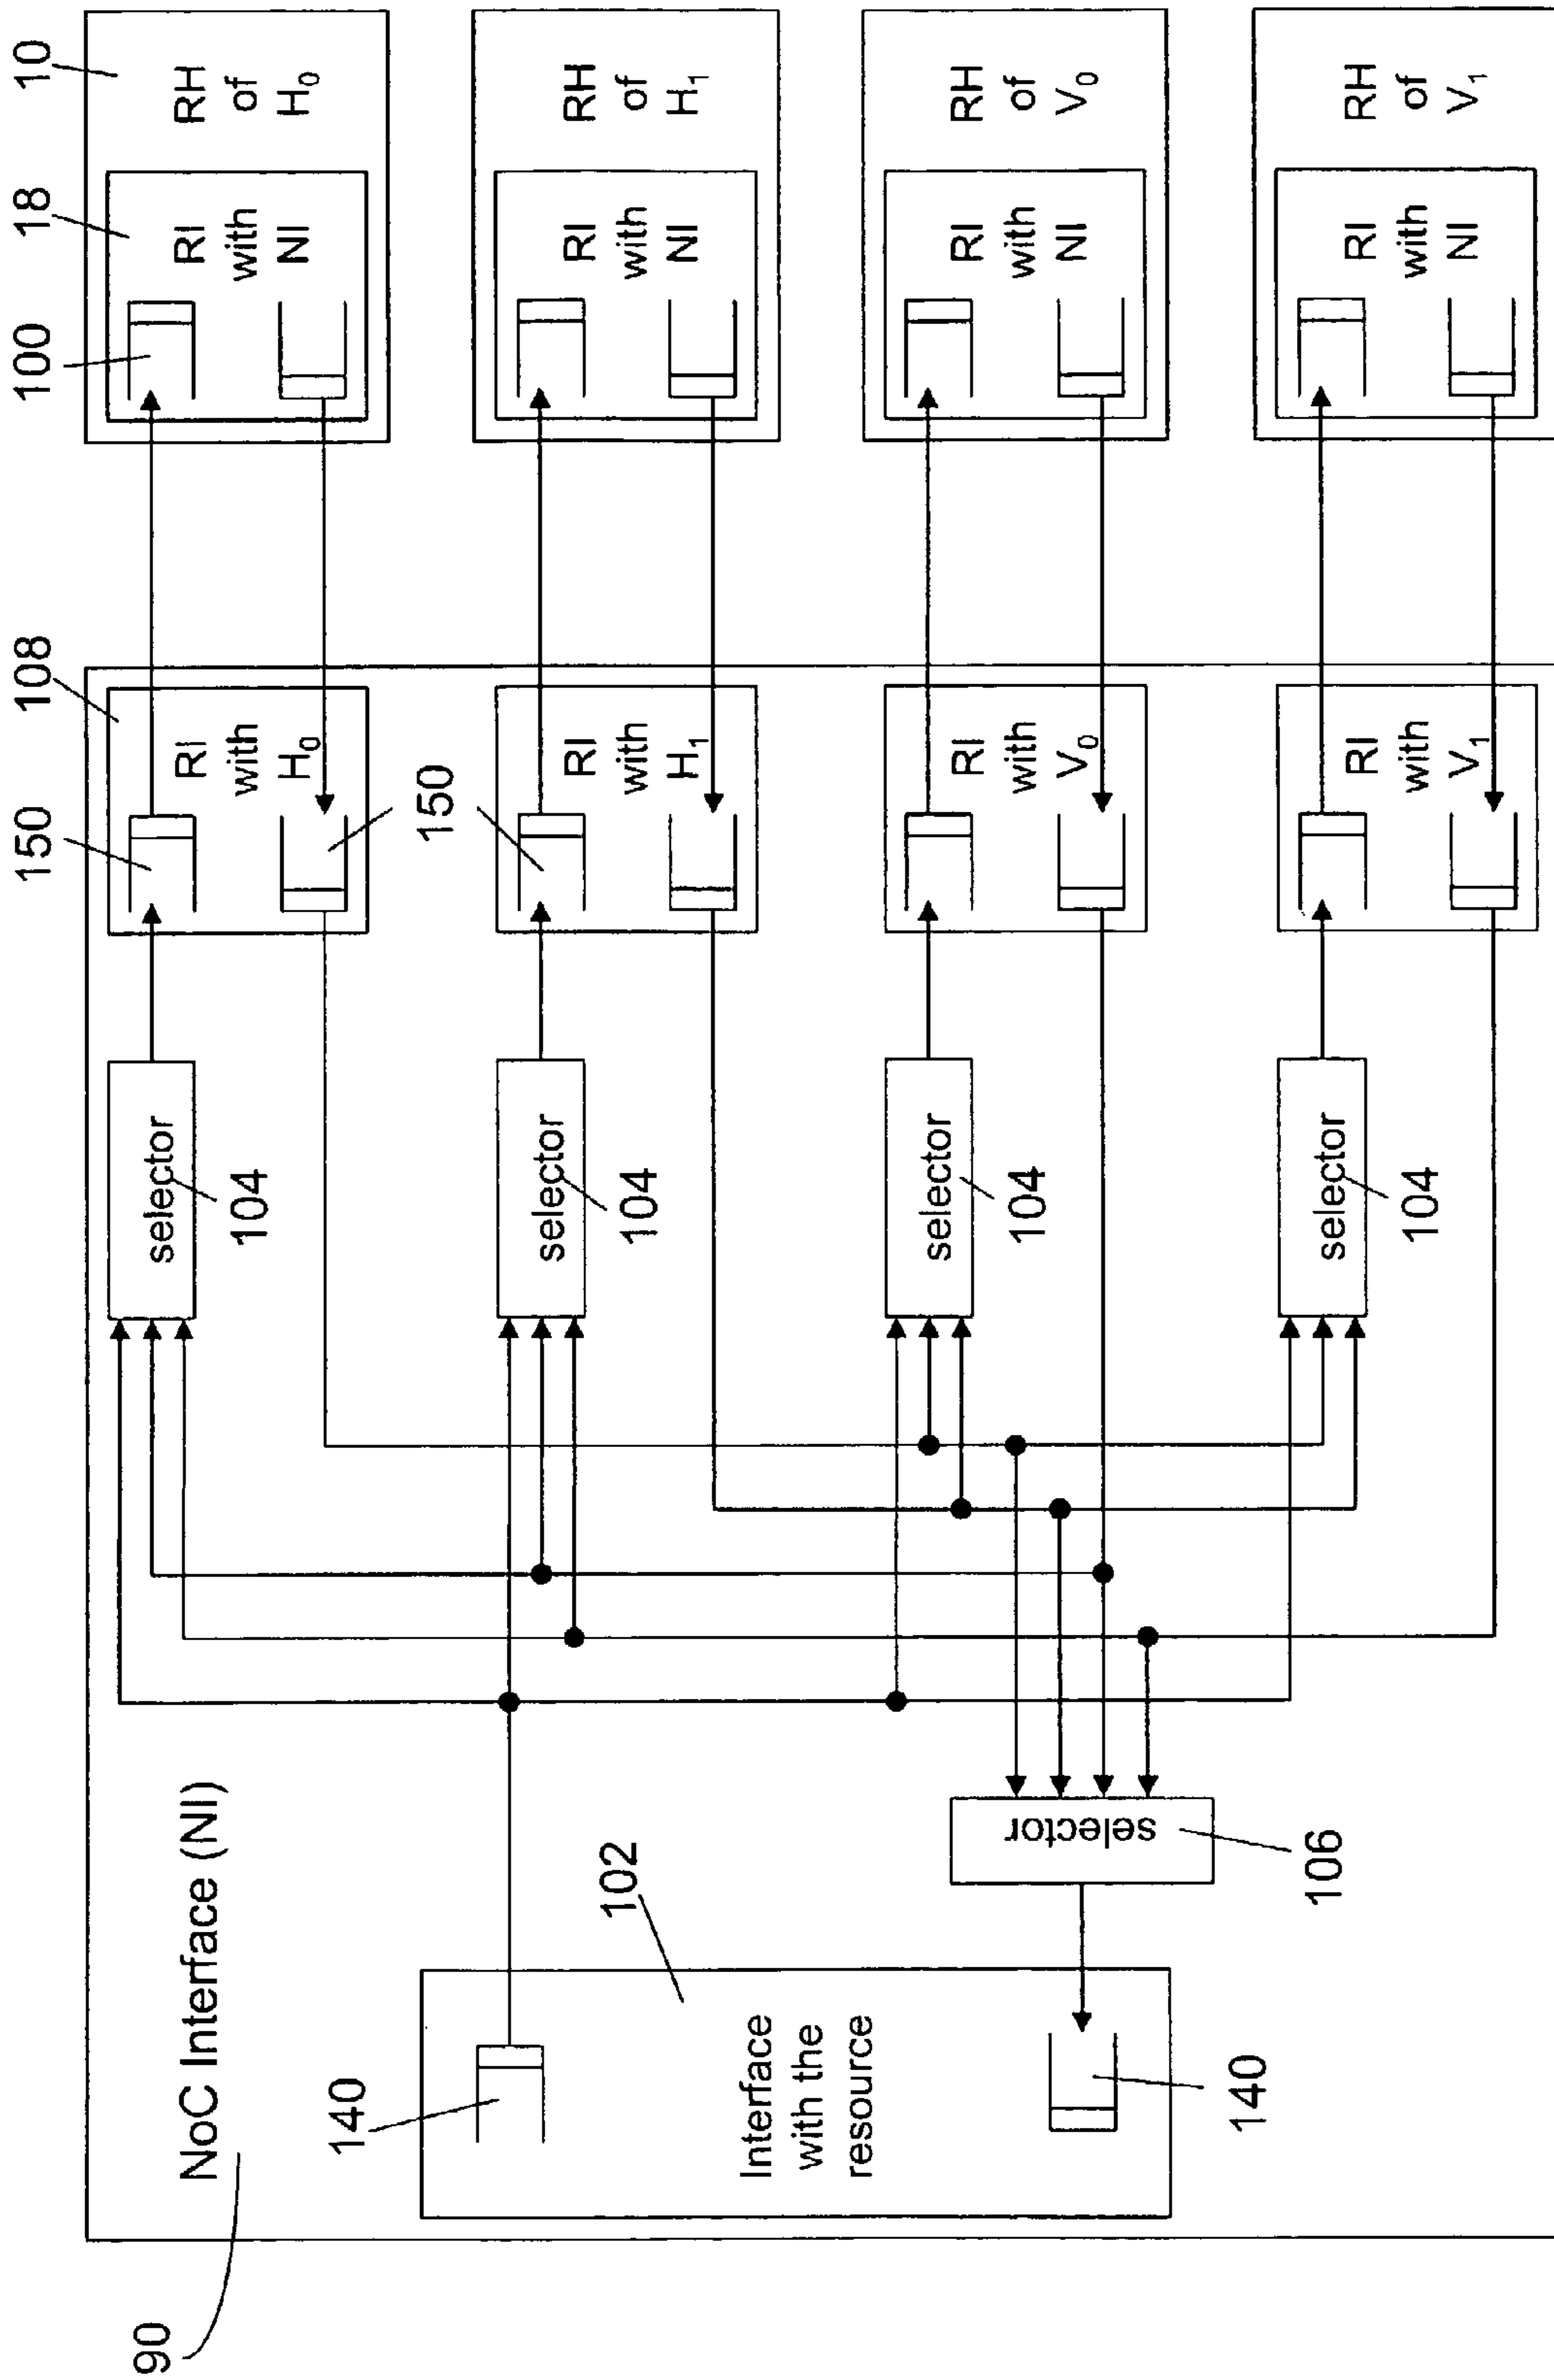 90
NoC Interface (NI)
140
102
Interface
with the
resource
140
selector
106
selector
104
selector
104
selector
104
selector
104
108
150
RI
with
H0
150
RI
with
H1
RI
with
V0
RI
with
V1
10
18
100
RI
with
NI
RH
of
H0
RI
with
NI
RH
of
H1
RI
with
NI
RH
of
V0
RI
with
NI
RH
of
V1